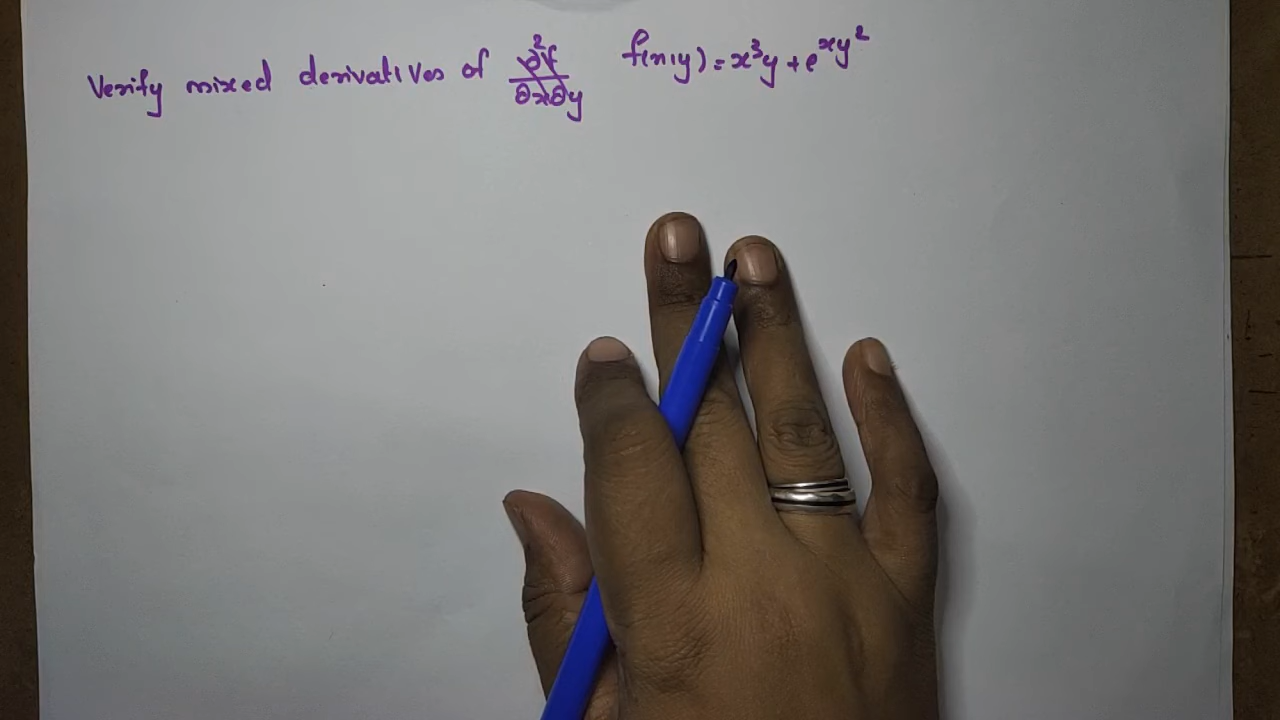 Verify mixed derivatives of ∂²f/∂x∂y f(x,y) = x³y + e^xy²